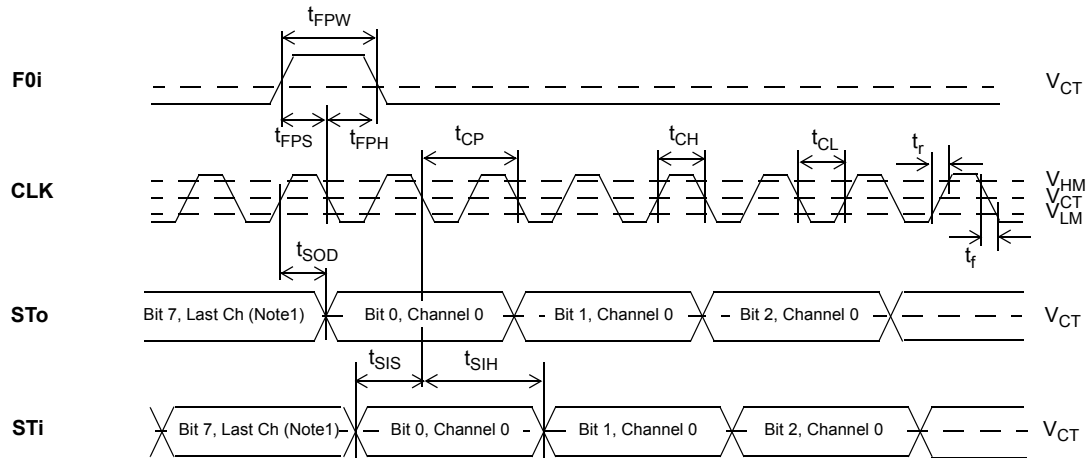 tFPW
F0i
VCT
tFPS
tFPH
tCP
tCH
tCL
tr
CLK
VHM
VCT
VLM
tSOD
tf
STo
Bit 7, Last Ch (Note1)
Bit 0, Channel 0
Bit 1, Channel 0
Bit 2, Channel 0
VCT
tSIS
tSIH
STi
Bit 7, Last Ch (Note1)
Bit 0, Channel 0
Bit 1, Channel 0
Bit 2, Channel 0
VCT